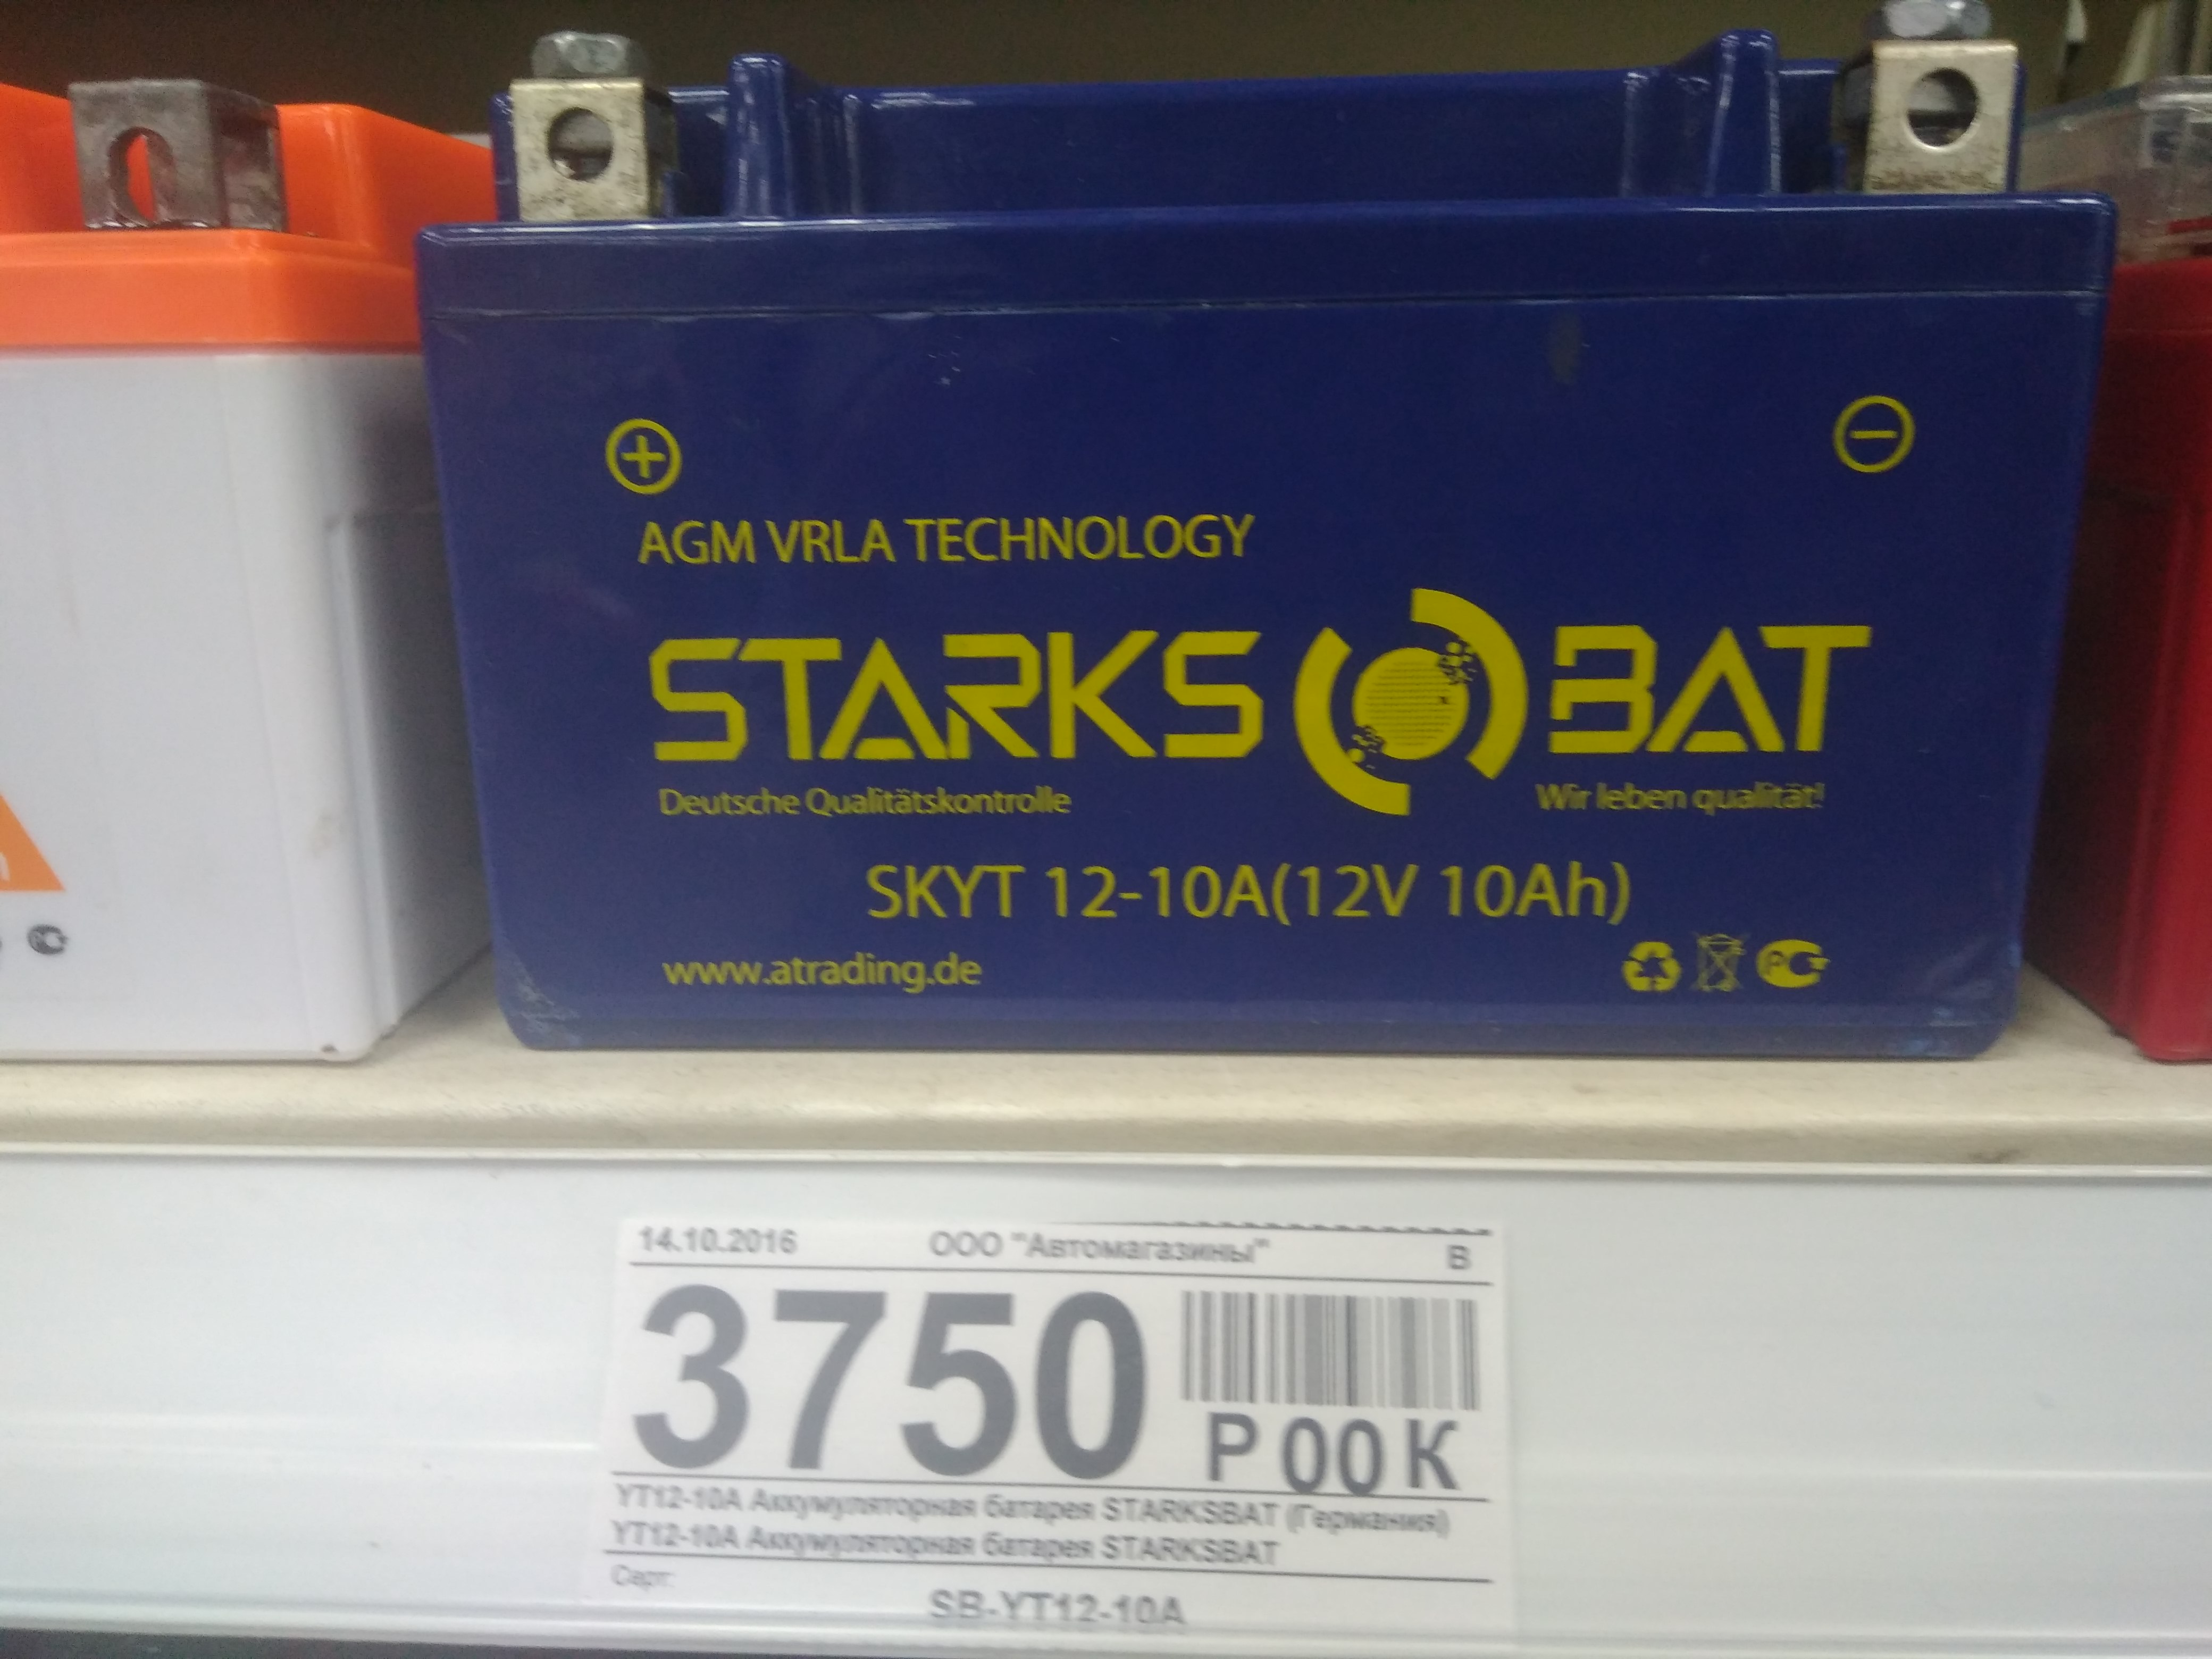 AGM VRLA TECHNOLOGY
STARKS BAT
Deutsche Qualitätskontrolle Wir leben qualität!
SKYT 12-10A(12V 10Ah)
www.atrading.de
14.10.2016 ООО "Автомагазины" В
3750
Р 00 К
YT12-10A Аккумуляторная батарея STARKSBAT (Германия)
YT12-10A Аккумуляторная батарея STARKSBAT
Сарт:
SB-YT12-10A